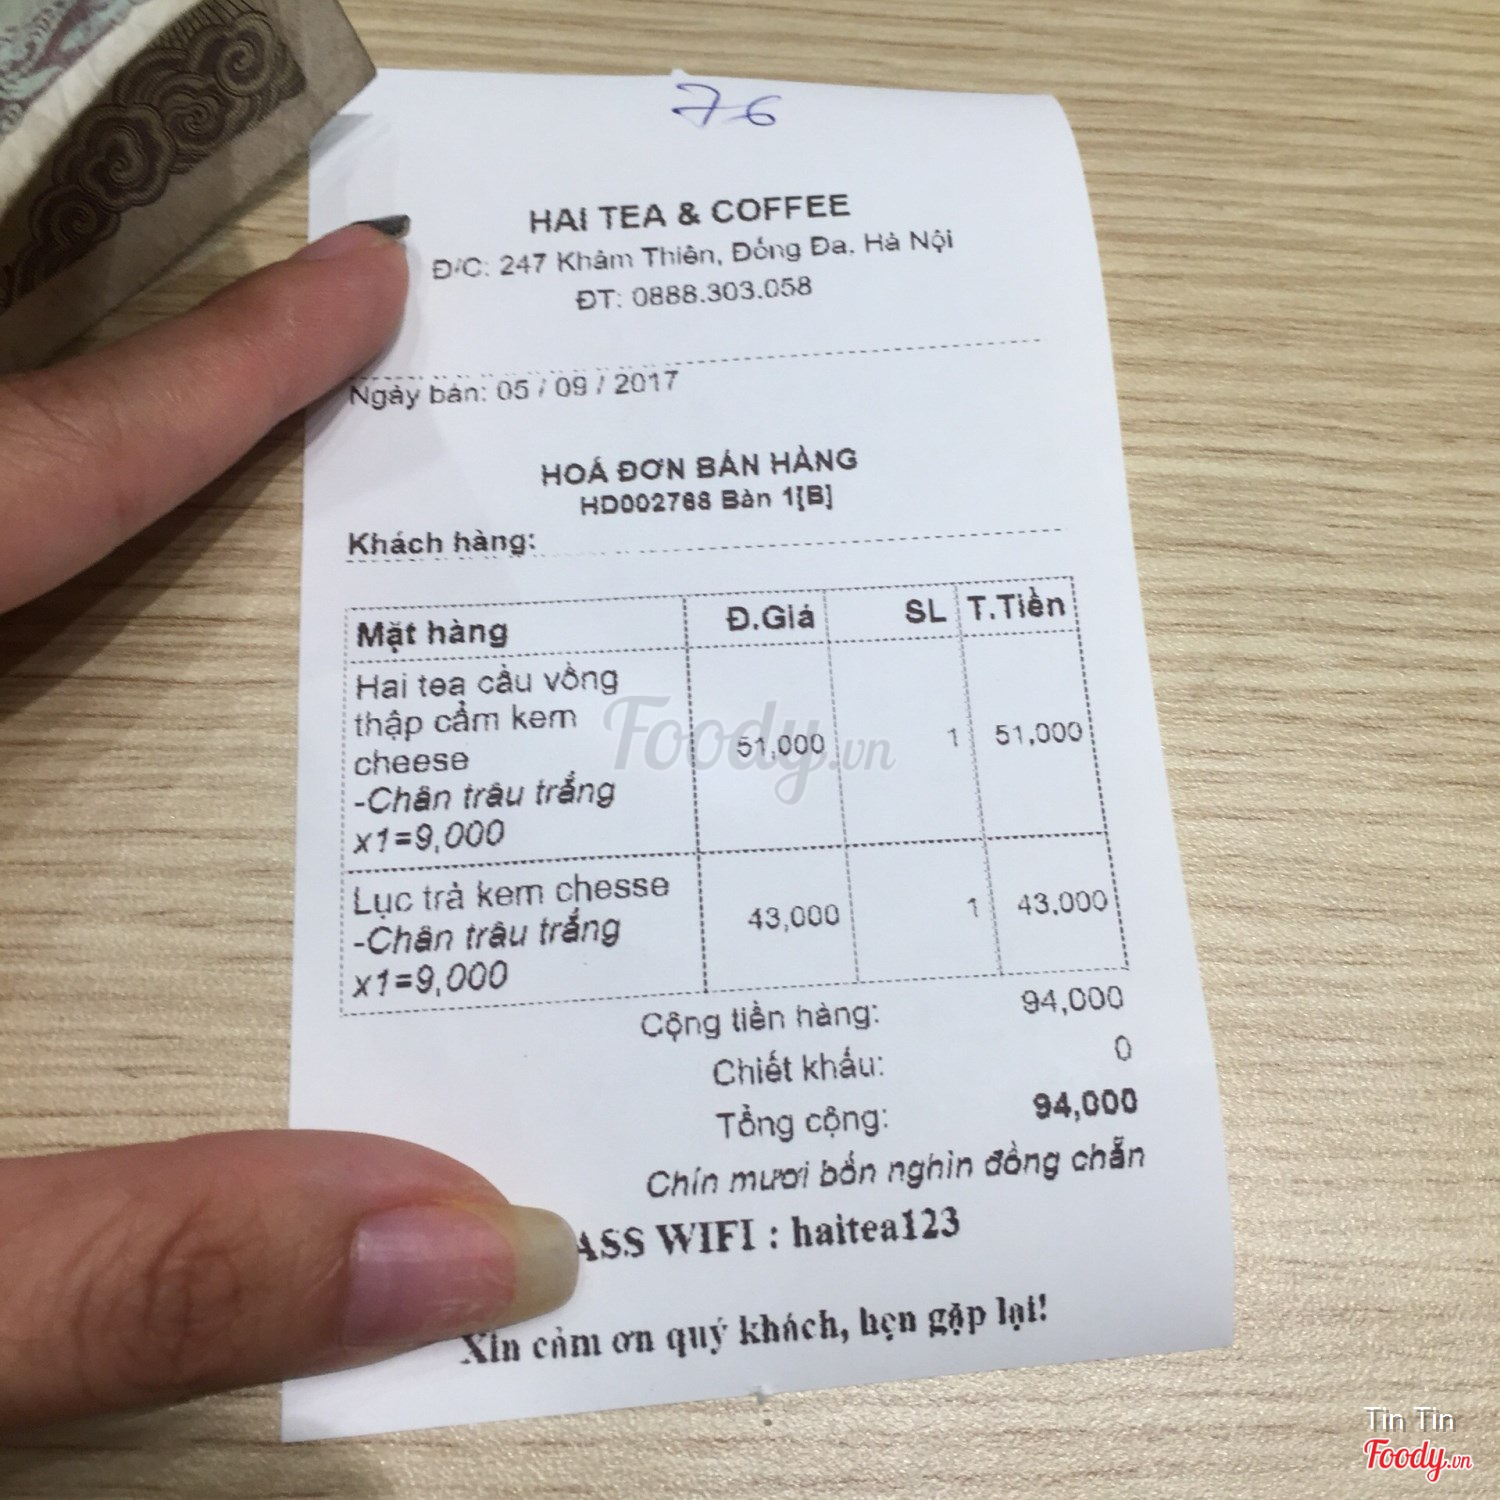 76
HAI TEA & COFFEE
Đ/C: 247 Khâm Thiên, Đống Đa, Hà Nội
ĐT: 0888.303.058
Ngày bán: 05 / 09 / 2017
HOÁ ĐƠN BÁN HÀNG
HD002768 Bàn 1[B]
Khách hàng:
Mặt hàng Đ.Giá SL T.Tiền
Hai tea cầu vồng
thập cẩm kem
cheese
-Chân trâu trắng
x1=9,000
51,000 1 51,000
Lục trà kem chesse
-Chân trâu trắng
x1=9,000
43,000 1 43,000
Cộng tiền hàng: 94,000
Chiết khấu: 0
Tổng cộng: 94,000
Chín mươi bốn nghìn đồng chẵn
ASS WIFI : haitea123
Xin cảm ơn quý khách, hẹn gặp lại!
Foody.vn
Tin Tin
Foody.vn